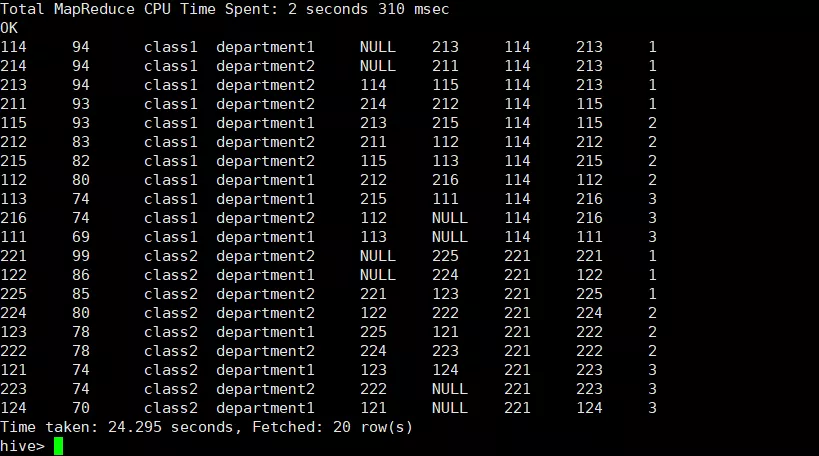 Total MapReduce CPU Time Spent: 2 seconds 310 msec
OK
114 94 class1 department1 NULL 213 114 213 1
214 94 class1 department2 NULL 211 114 213 1
213 94 class1 department2 114 115 114 213 1
211 93 class1 department2 214 212 114 115 1
115 93 class1 department1 213 215 114 115 2
212 83 class1 department2 211 112 114 212 2
215 82 class1 department2 115 113 114 215 2
112 80 class1 department1 212 216 114 112 2
113 74 class1 department1 215 111 114 216 3
216 74 class1 department2 112 NULL 114 216 3
111 69 class1 department1 113 NULL 114 111 3
221 99 class2 department2 NULL 225 221 221 1
122 86 class2 department1 NULL 224 221 122 1
225 85 class2 department2 221 123 221 225 1
224 80 class2 department2 122 222 221 224 2
123 78 class2 department1 225 121 221 222 2
222 78 class2 department2 224 223 221 222 2
121 74 class2 department1 123 124 221 223 3
223 74 class2 department2 222 NULL 221 223 3
124 70 class2 department1 121 NULL 221 124 3
Time taken: 24.295 seconds, Fetched: 20 row(s)
hive>